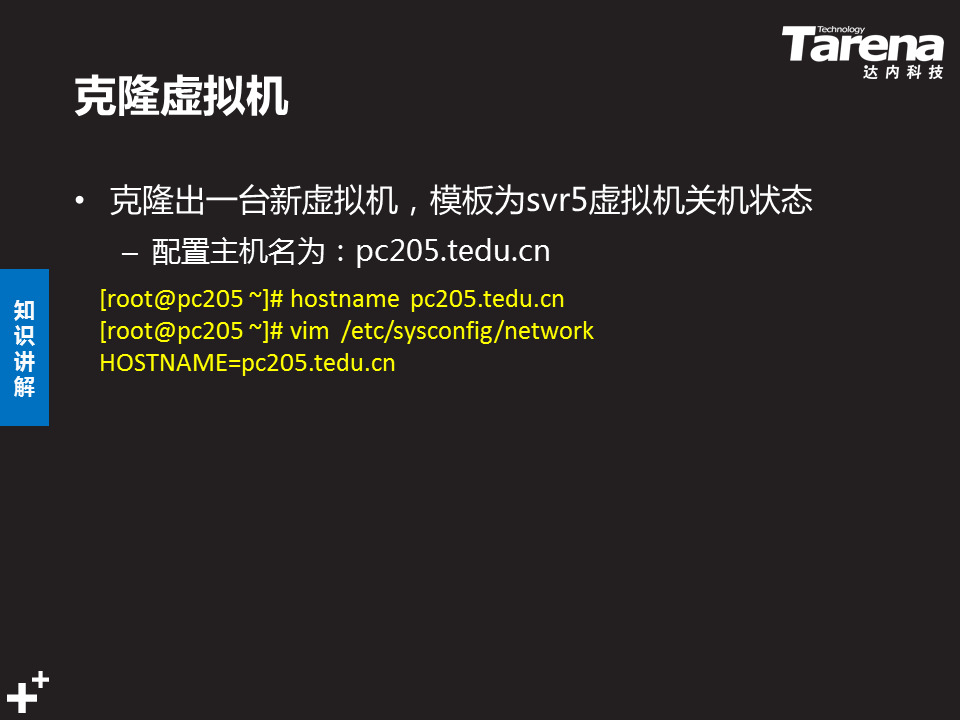 Technology
Tarena
达内科技
克隆虚拟机
• 克隆出一台新虚拟机，模板为svr5虚拟机关机状态
– 配置主机名为：pc205.tedu.cn
[root@pc205 ~]# hostname pc205.tedu.cn
[root@pc205 ~]# vim /etc/sysconfig/network
HOSTNAME=pc205.tedu.cn
知识讲解